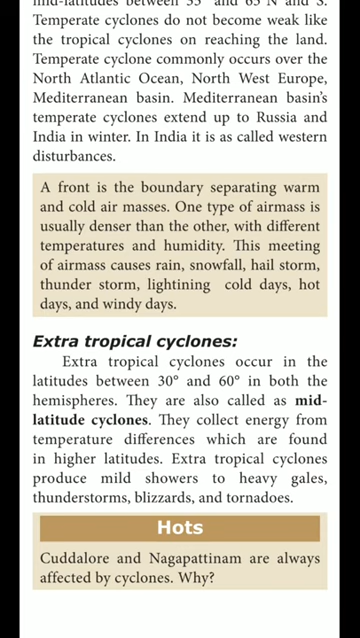 mid-latitudes between 35° and 65°N and S.
Temperate cyclones do not become weak like
the tropical cyclones on reaching the land.
Temperate cyclone commonly occurs over the
North Atlantic Ocean, North West Europe,
Mediterranean basin. Mediterranean basin's
temperate cyclones extend up to Russia and
India in winter. In India it is as called western
disturbances.
A front is the boundary separating warm
and cold air masses. One type of airmass is
usually denser than the other, with different
temperatures and humidity. This meeting
of airmass causes rain, snowfall, hail storm,
thunder storm, lightining cold days, hot
days, and windy days.
Extra tropical cyclones:
Extra tropical cyclones occur in the
latitudes between 30° and 60° in both the
hemispheres. They are also called as mid-
latitude cyclones. They collect energy from
temperature differences which are found
in higher latitudes. Extra tropical cyclones
produce mild showers to heavy gales,
thunderstorms, blizzards, and tornadoes.
Hots
Cuddalore and Nagapattinam are always
affected by cyclones. Why?